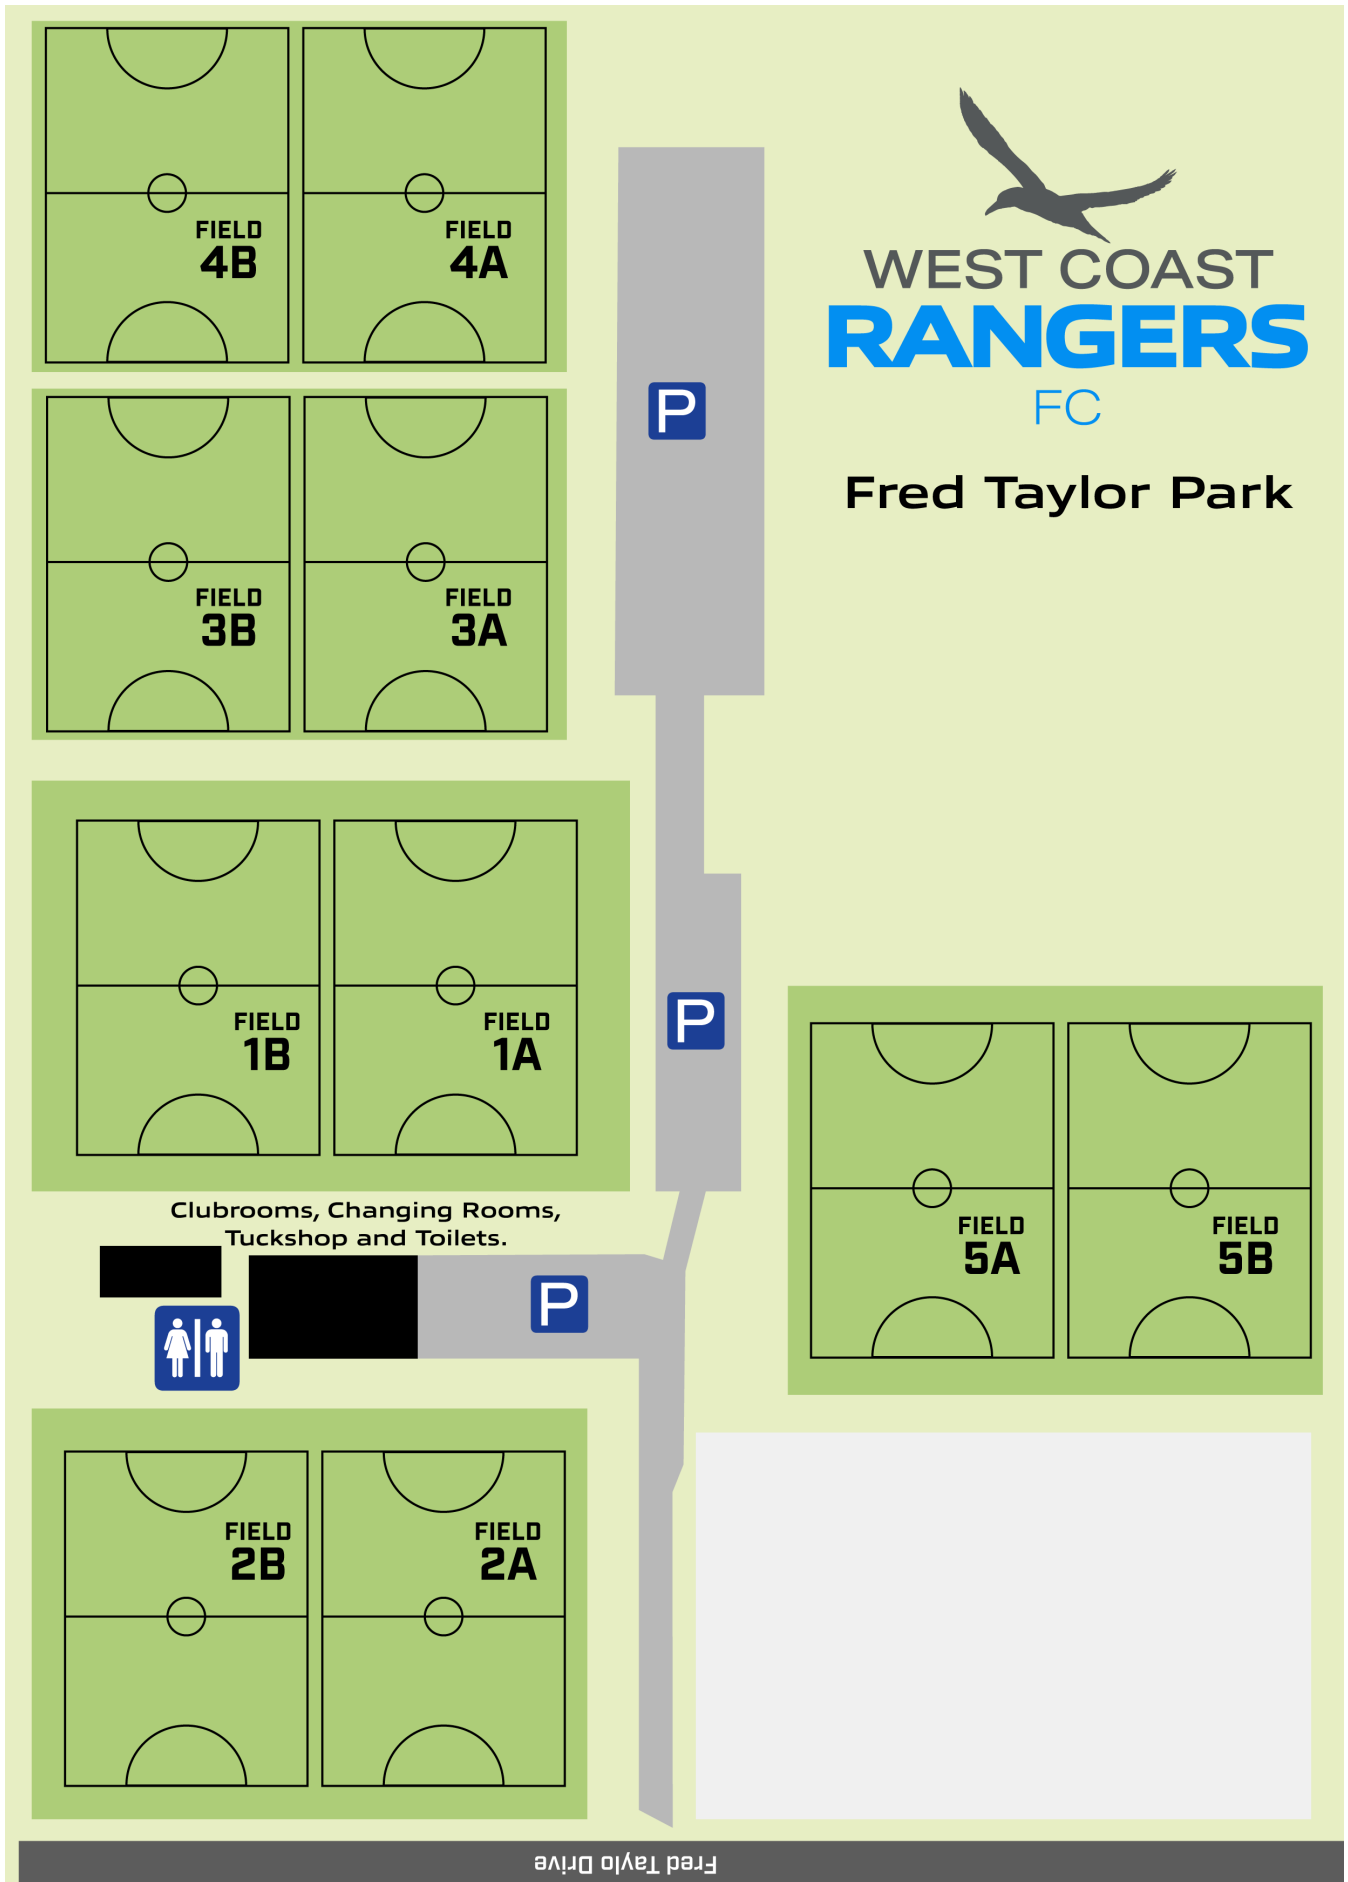 FIELD
4B
FIELD
4A
WEST COAST
RANGERS
FC
P
Fred Taylor Park
FIELD
3B
FIELD
3A
FIELD
1B
FIELD
1A
P
Clubrooms, Changing Rooms,
Tuckshop and Toilets.
P
FIELD
5A
FIELD
5B
FIELD
2B
FIELD
2A
Fred Taylo Drive